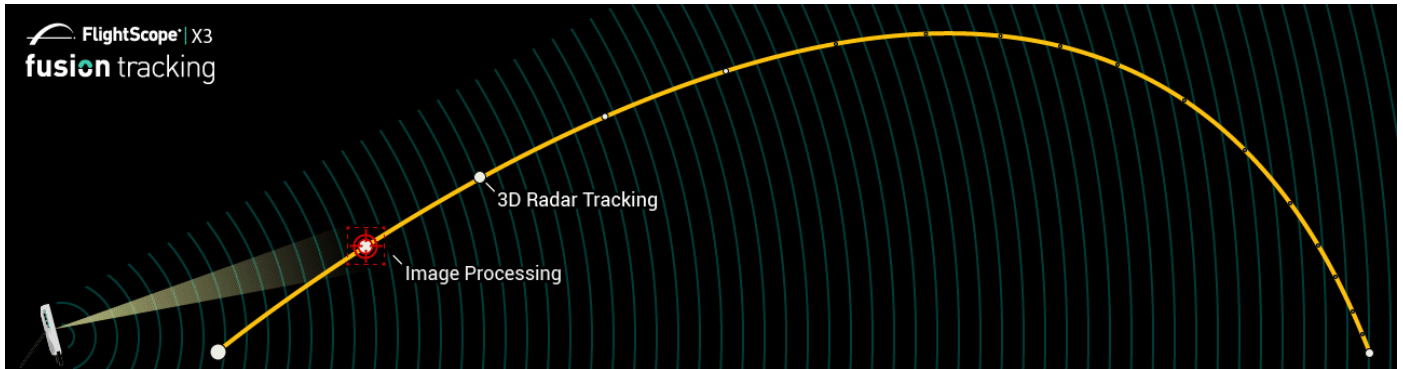 FlightScope® | X3
fusion tracking
3D Radar Tracking
Image Processing